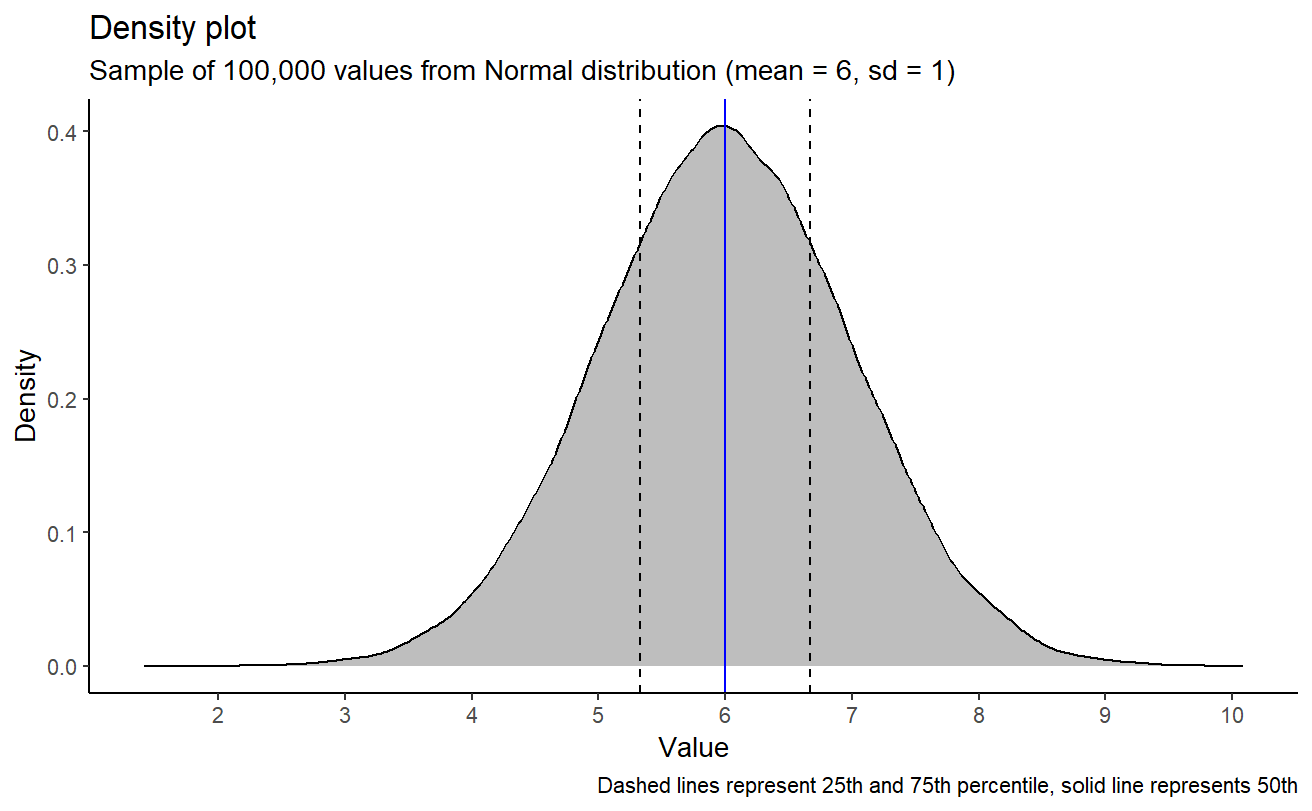 Density plot
Sample of 100,000 values from Normal distribution (mean = 6, sd = 1)
0.4
0.3
0.2
0.1
0.0
Density
2 3 4 5 6 7 8 9 10
Value
Dashed lines represent 25th and 75th percentile, solid line represents 50th